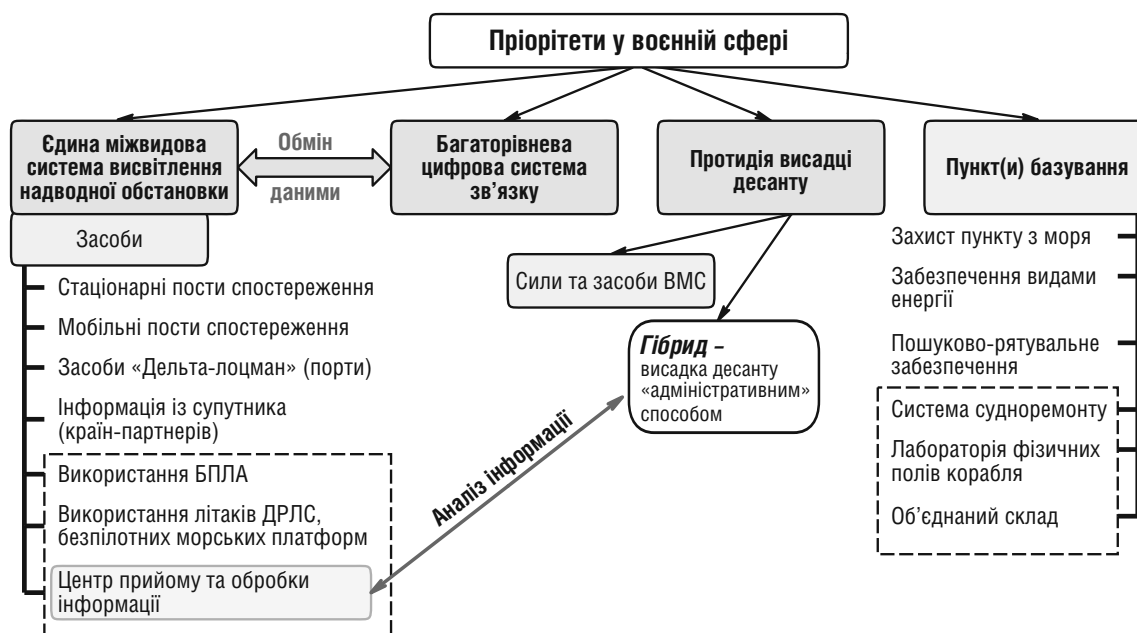 Пріорітети у воєнній сфері
Єдина міжвидова
система висвітлення
надводної обстановки
Обмін
даними
Багаторівнева
цифрова система
зв'язку
Протидія висадці
десанту
Пункт(и) базування
Засоби
Стаціонарні пости спостереження
Мобільні пости спостереження
Засоби «Дельта-лоцман» (порти)
Інформація із супутника
(країн-партнерів)
Використання БПЛА
Використання літаків ДРЛС,
безпілотних морських платформ
Центр прийому та обробки
інформації
Аналіз інформації
Сили та засоби ВМС
Гібрид –
висадка десанту
«адміністративним»
способом
Захист пункту з моря
Забезпечення видами
енергії
Пошуково-рятувальне
забезпечення
Система судноремонту
Лабораторія фізичних
полів корабля
Об'єднаний склад